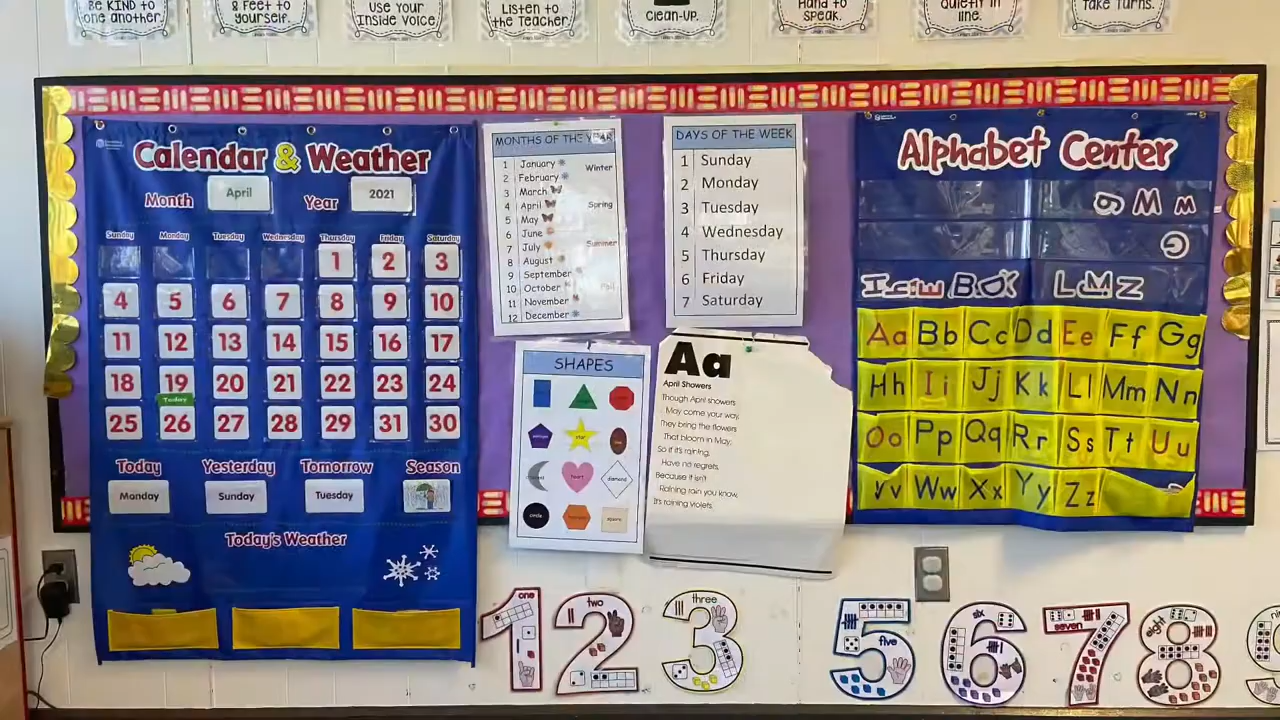 Be KIND to
one another.
& Feet to
yourself.
Use Your
Inside Voice
Listen to
the Teacher
Clean-Up.
Hand to
Speak.
Quietly in
line.
Take Turns.
Calendar & Weather
Month April Year 2021
Sunday Monday Tuesday Wednesday Thursday Friday Saturday
1 2 3
4 5 6 7 8 9 10
11 12 13 14 15 16 17
18 19 20 21 22 23 24
Today
25 26 27 28 29 31 30
Today Yesterday Tomorrow Season
Monday Sunday Tuesday
Today's Weather
MONTHS OF THE YEAR
1 January Winter
2 February
3 March
4 April Spring
5 May
6 June
7 July Summer
8 August
9 September
10 October Fall
11 November
12 December
DAYS OF THE WEEK
1 Sunday
2 Monday
3 Tuesday
4 Wednesday
5 Thursday
6 Friday
7 Saturday
SHAPES
star
heart
diamond
circle
square
Aa
April Showers
Though April showers
May come your way,
They bring the flowers
That bloom in May;
So if it's raining,
Have no regrets,
Because it isn't
Raining rain you know,
It's raining violets.
Alphabet Center
Aa Bb Cc Dd Ee Ff Gg
Hh Ii Jj Kk Ll Mm Nn
Oo Pp Qq Rr Ss Tt Uu
Vv Ww Xx Yy Zz
1 one
2 two
3 three
5 five
6 six
7 seven
8 eight